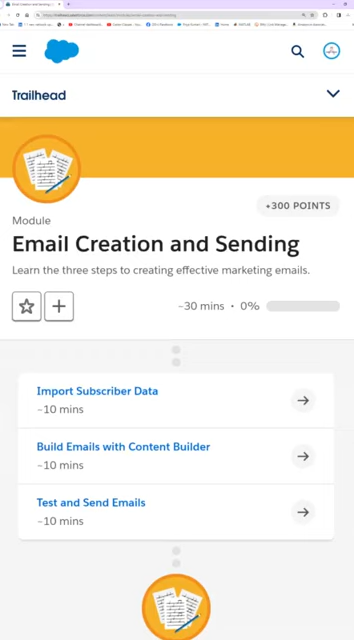 Trailhead
+300 POINTS
Module
Email Creation and Sending
Learn the three steps to creating effective marketing emails.
~30 mins • 0%
Import Subscriber Data
~10 mins
Build Emails with Content Builder
~10 mins
Test and Send Emails
~10 mins